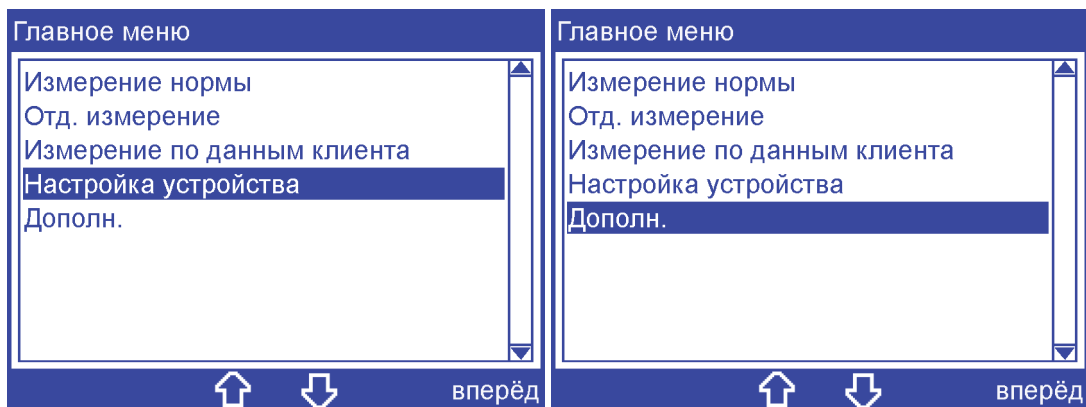 Главное меню
Измерение нормы
Отд. измерение
Измерение по данным клиента
Настройка устройства
Дополн.
вперёд
Главное меню
Измерение нормы
Отд. измерение
Измерение по данным клиента
Настройка устройства
Дополн.
вперёд